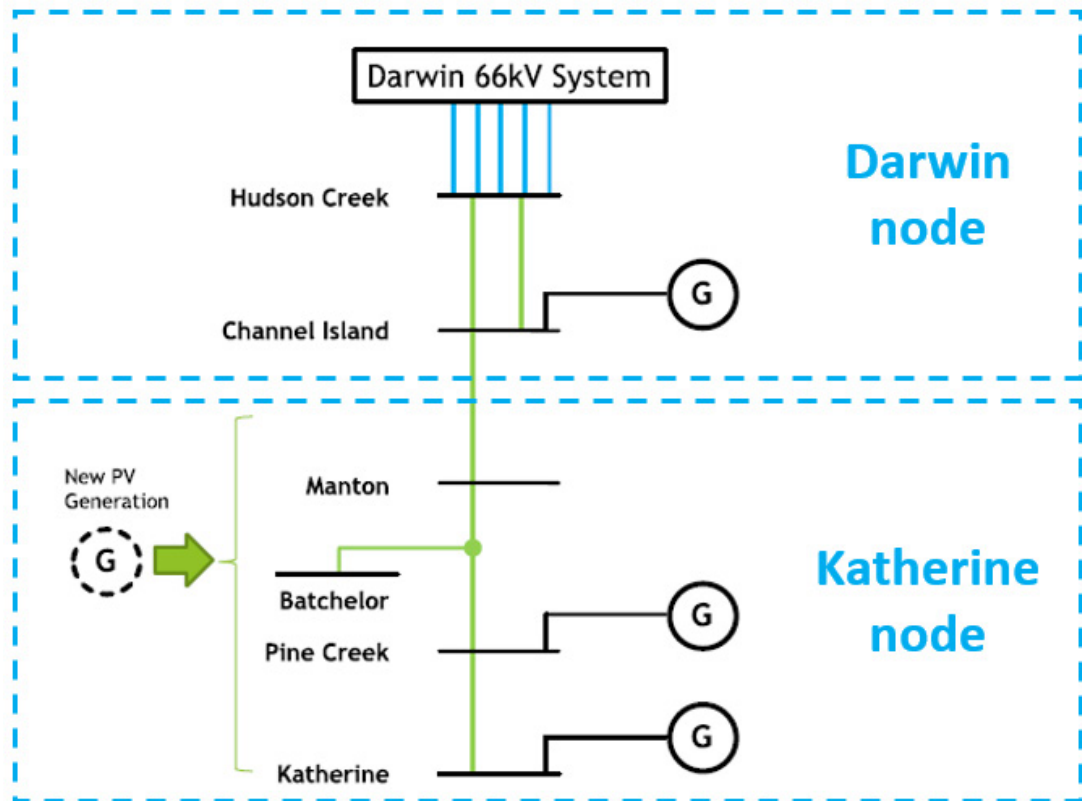 Darwin 66kV System
Darwin
node
Hudson Creek
G
Channel Island
New PV
Generation
G
Manton
Katherine
node
Batchelor
G
Pine Creek
G
Katherine